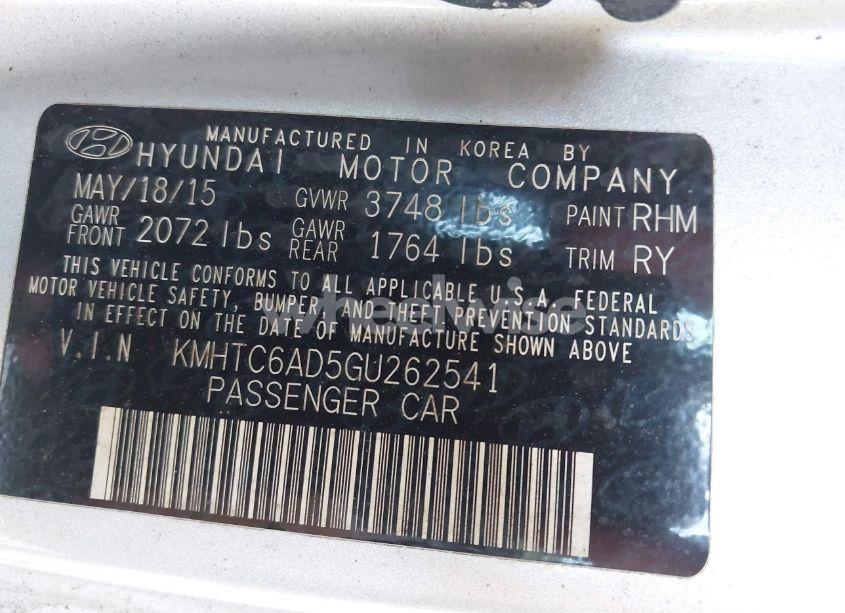 MANUFACTURED IN KOREA BY
HYUNDAI MOTOR COMPANY
MAY/18/15 GVWR 3748 lbs PAINT RHM
GAWR FRONT 2072 lbs GAWR REAR 1764 lbs TRIM RY
THIS VEHICLE CONFORMS TO ALL APPLICABLE U.S.A. FEDERAL
MOTOR VEHICLE SAFETY, BUMPER, AND THEFT PREVENTION STANDARDS
IN EFFECT ON THE DATE OF MANUFACTURE SHOWN ABOVE
V.I.N KMHTC6AD5GU262541
PASSENGER CAR
wheelwise